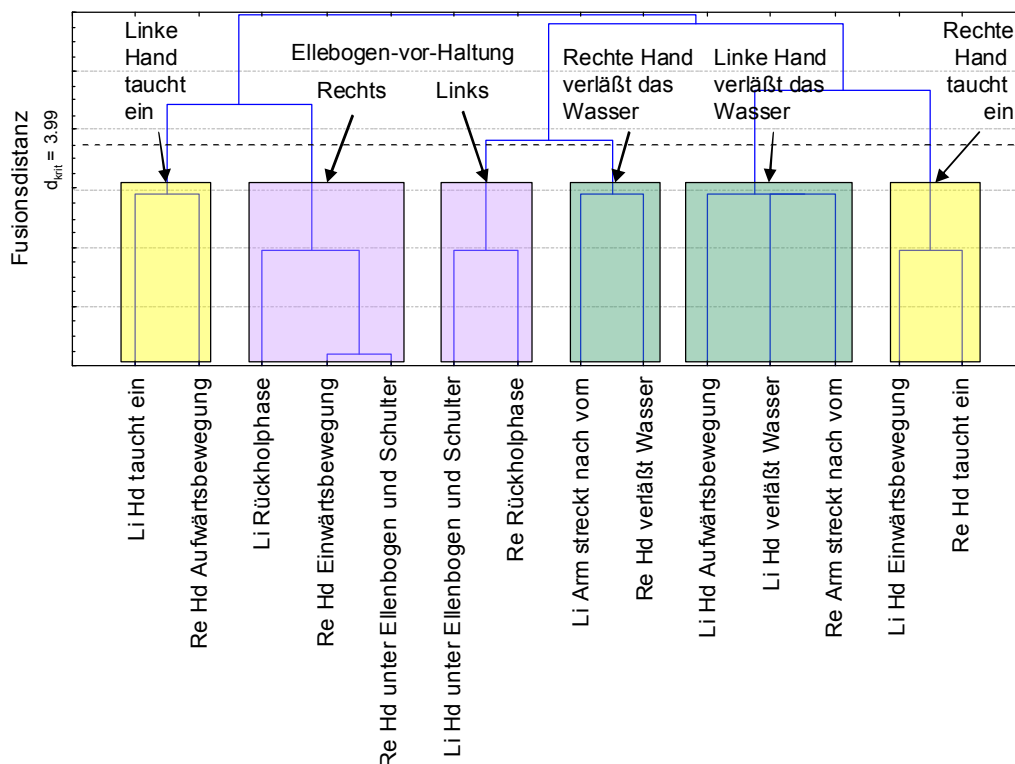 Linke
Hand
taucht
ein
Ellebogen-vor-Haltung
Rechts
Links
Rechte Hand
verläßt das
Wasser
Linke Hand
verläßt das
Wasser
Rechte
Hand
taucht
ein
Fusionsdistanz
dkrit = 3.99
Li Hd taucht ein
Re Hd Aufwärtsbewegung
Li Rückholphase
Re Hd Einwärtsbewegung
Re Hd unter Ellenbogen und Schulter
Li Hd unter Ellenbogen und Schulter
Re Rückholphase
Li Arm streckt nach vom
Re Hd verläßt Wasser
Li Hd Aufwärtsbewegung
Li Hd verläßt Wasser
Re Arm streckt nach vom
Li Hd Einwärtsbewegung
Re Hd taucht ein